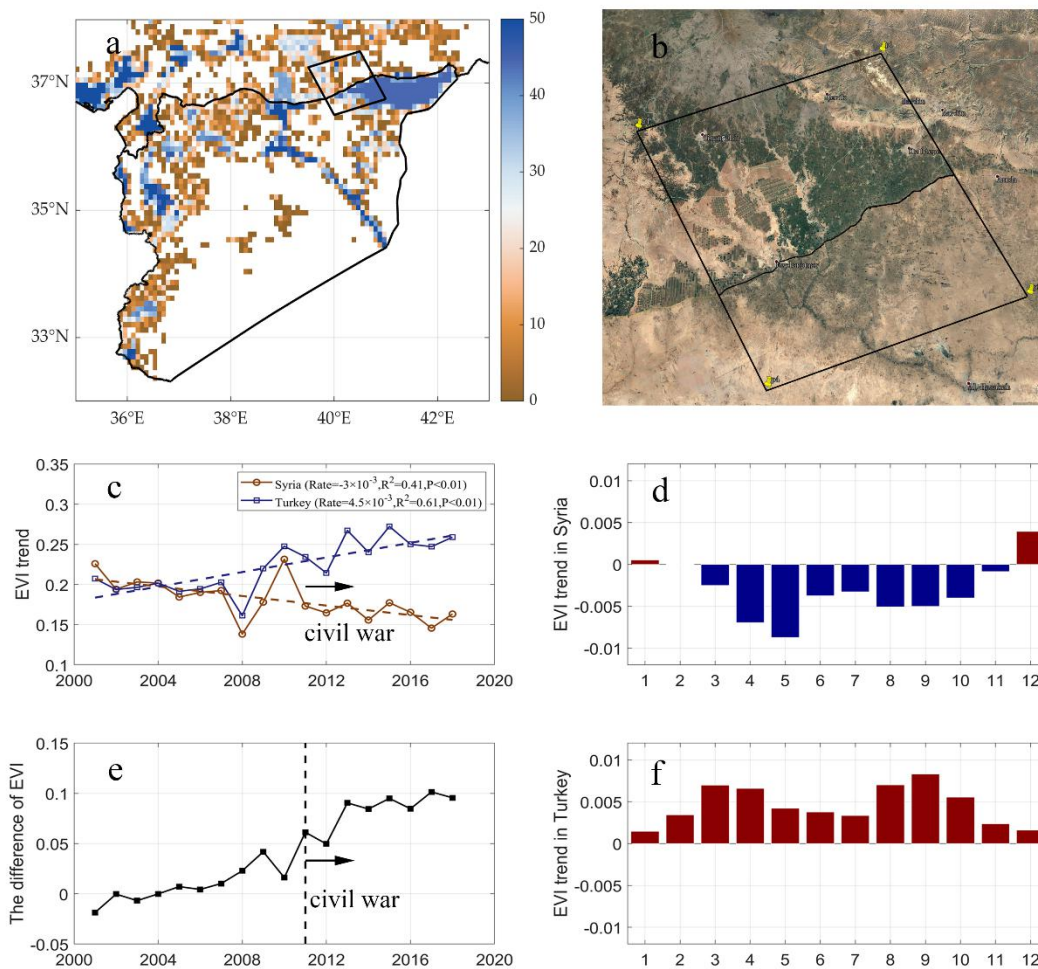 a
50
40
30
20
10
0
37°N
35°N
33°N
36°E
38°E
40°E
42°E
b
c
0.35
0.3
0.25
0.2
0.15
0.1
EVI trend
Syria (Rate=-3×10⁻³,R²=0.41,P<0.01)
Turkey (Rate=4.5×10⁻³,R²=0.61,P<0.01)
civil war
2000 2004 2008 2012 2016 2020
d
0.01
0.005
0
-0.005
-0.01
EVI trend in Syria
1 2 3 4 5 6 7 8 9 10 11 12
e
0.15
0.1
0.05
0
-0.05
The difference of EVI
civil war
2000 2004 2008 2012 2016 2020
f
0.01
0.005
0
-0.005
-0.01
EVI trend in Turkey
1 2 3 4 5 6 7 8 9 10 11 12